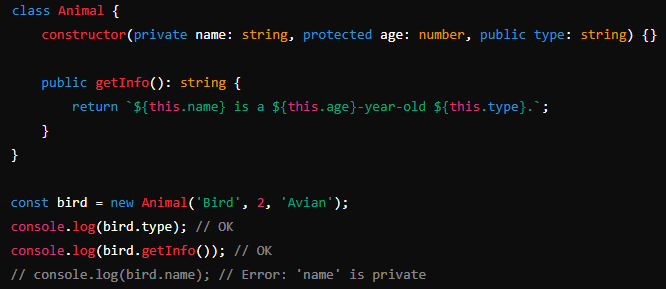 class Animal {
    constructor(private name: string, protected age: number, public type: string) {}

    public getInfo(): string {
        return `${this.name} is a ${this.age}-year-old ${this.type}.`;
    }
}

const bird = new Animal('Bird', 2, 'Avian');
console.log(bird.type); // OK
console.log(bird.getInfo()); // OK
// console.log(bird.name); // Error: 'name' is private